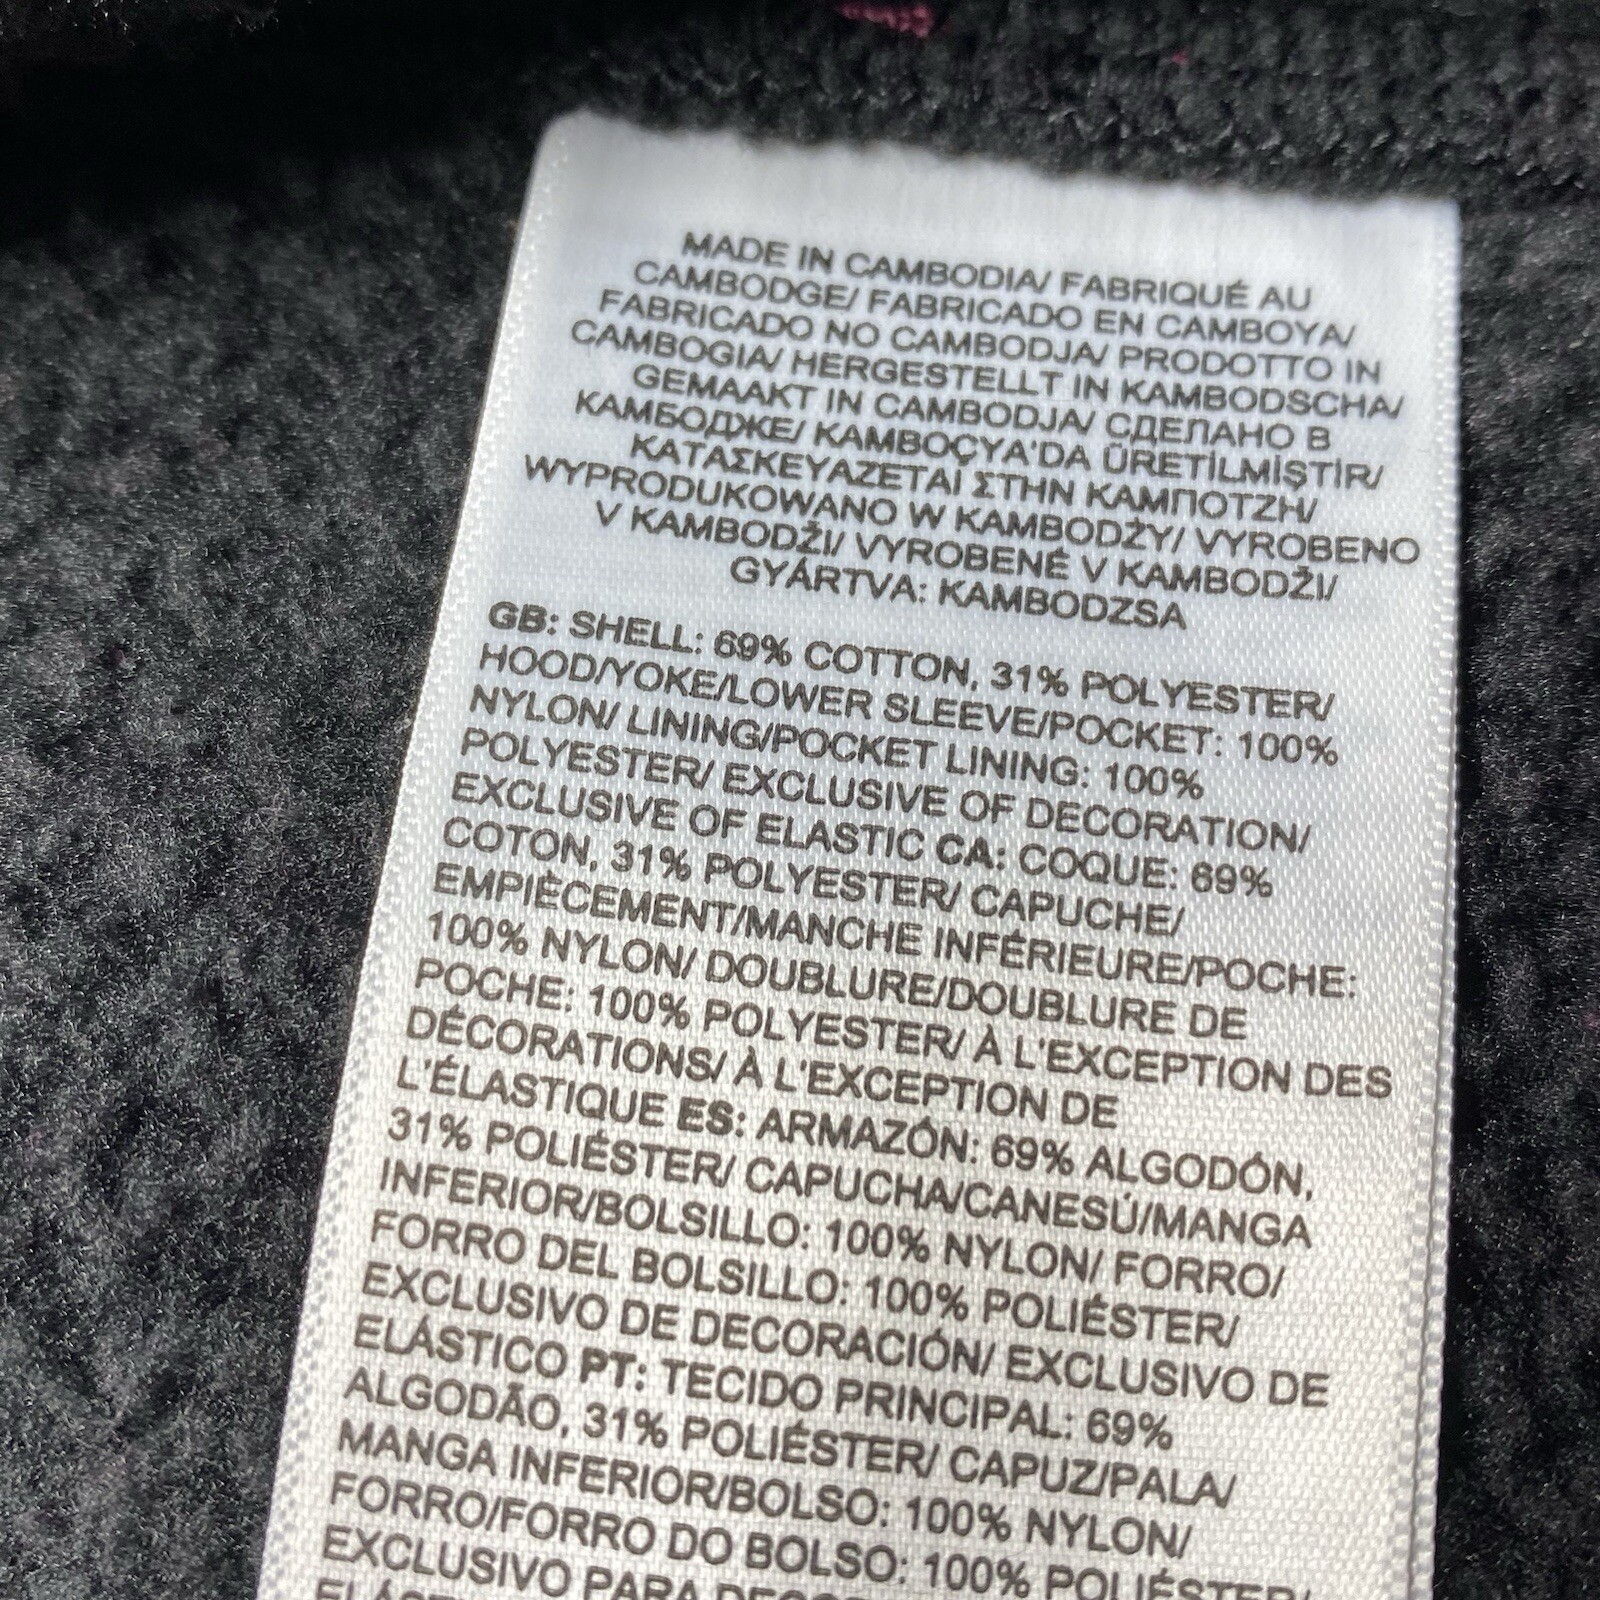 MADE IN CAMBODIA/ FABRIQUÉ AU
CAMBODGE/ FABRICADO EN CAMBOYA/
FABRICADO NO CAMBODJA/ PRODOTTO IN
CAMBOGIA/ HERGESTELLT IN KAMBODSCHA/
GEMAAKT IN CAMBODJA/ СДЕЛАНО В
КАМБОДЖЕ/ KAMBOÇYA'DA ÜRETİLMİŞTİR/
ΚΑΤΑΣΚΕΥΑΖΕΤΑΙ ΣΤΗΝ ΚΑΜΠΟΤΖΗ/
WYPRODUKOWANO W KAMBODŻY/ VYROBENO
V KAMBODŽI/ VYROBENÉ V KAMBODŽI/
GYÁRTVA: KAMBODZSA
GB: SHELL: 69% COTTON, 31% POLYESTER/
HOOD/YOKE/LOWER SLEEVE/POCKET: 100%
NYLON/ LINING/POCKET LINING: 100%
POLYESTER/ EXCLUSIVE OF DECORATION/
EXCLUSIVE OF ELASTIC CA: COQUE: 69%
COTON, 31% POLYESTER/ CAPUCHE/
EMPIÈCEMENT/MANCHE INFÉRIEURE/POCHE:
100% NYLON/ DOUBLURE/DOUBLURE DE
POCHE: 100% POLYESTER/ À L'EXCEPTION DES
DÉCORATIONS/ À L'EXCEPTION DE
L'ÉLASTIQUE ES: ARMAZÓN: 69% ALGODÓN,
31% POLIÉSTER/ CAPUCHA/CANESÚ/MANGA
INFERIOR/BOLSILLO: 100% NYLON/ FORRO/
FORRO DEL BOLSILLO: 100% POLIÉSTER/
EXCLUSIVO DE DECORACIÓN/ EXCLUSIVO DE
ELÁSTICO PT: TECIDO PRINCIPAL: 69%
ALGODÃO, 31% POLIÉSTER/ CAPUZ/PALA/
MANGA INFERIOR/BOLSO: 100% NYLON/
FORRO/FORRO DO BOLSO: 100% POLIÉSTER/
EXCLUSIVO PARA